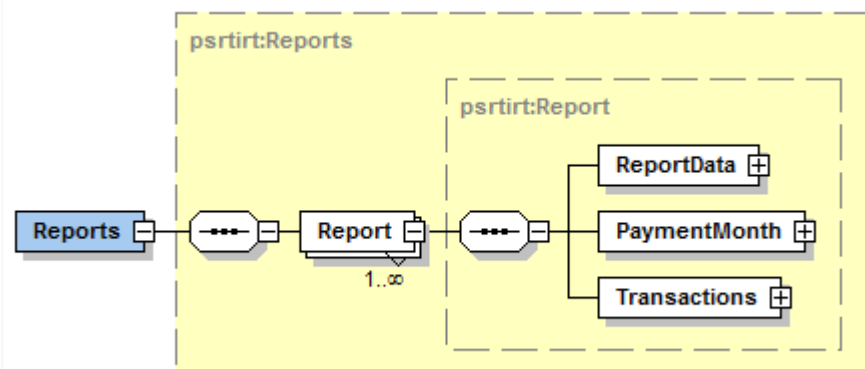 psrtirt:Reports
psrtirt:Report
ReportData
Reports
Report
PaymentMonth
1..∞
Transactions